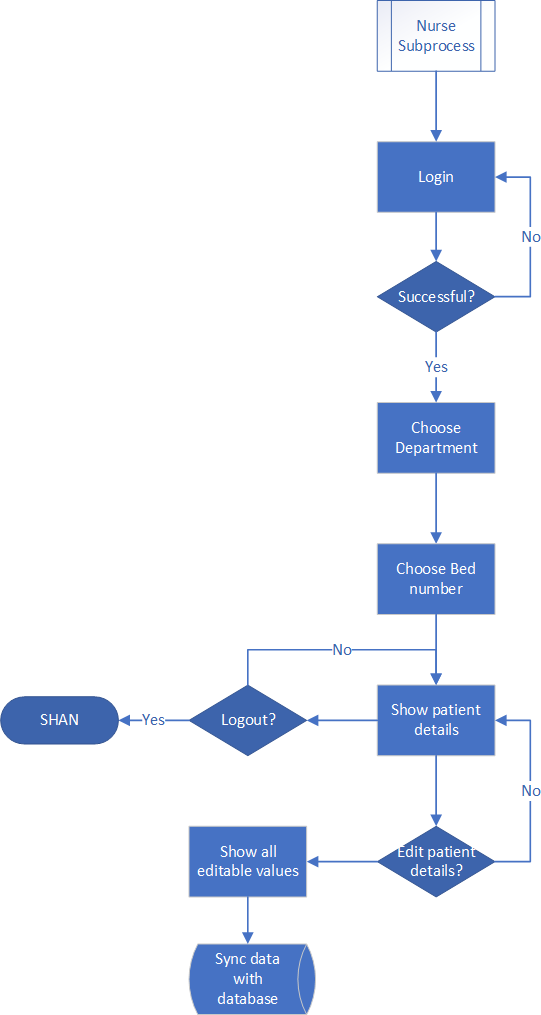 Nurse
Subprocess
Login
No
Successful?
Yes
Choose
Department
Choose Bed
number
No
SHAN
Yes
Logout?
Show patient
details
No
Show all
editable values
Edit patient
details?
Sync data
with
database